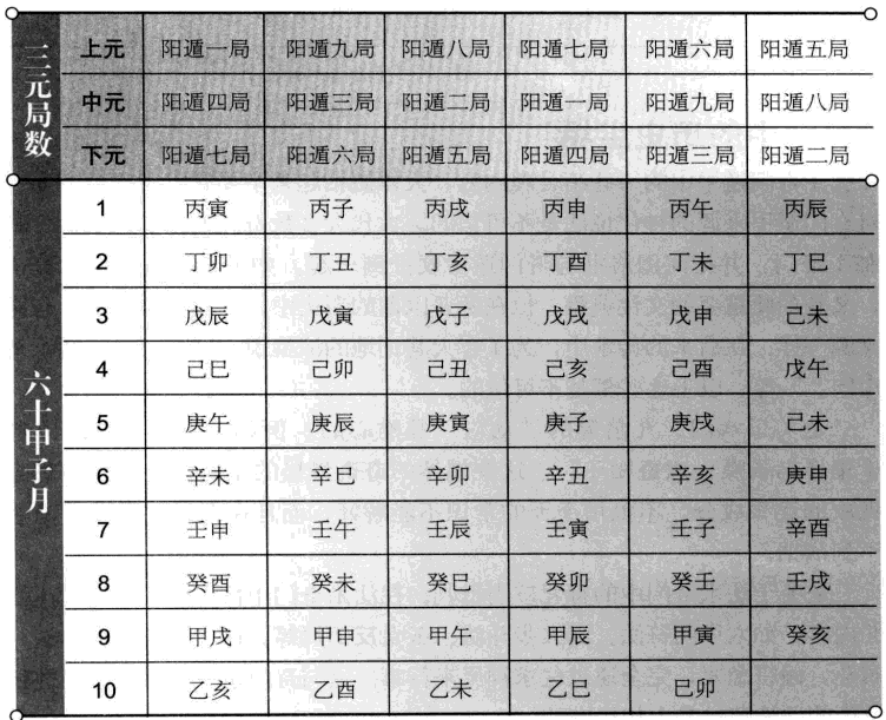 三元局数
上元 阳遁一局 阳遁九局 阳遁八局 阳遁七局 阳遁六局 阳遁五局
中元 阳遁四局 阳遁三局 阳遁二局 阳遁一局 阳遁九局 阳遁八局
下元 阳遁七局 阳遁六局 阳遁五局 阳遁四局 阳遁三局 阳遁二局
六十甲子月
1 丙寅 丙子 丙戌 丙申 丙午 丙辰
2 丁卯 丁丑 丁亥 丁酉 丁未 丁巳
3 戊辰 戊寅 戊子 戊戌 戊申 己未
4 己巳 己卯 己丑 己亥 己酉 戊午
5 庚午 庚辰 庚寅 庚子 庚戌 己未
6 辛未 辛巳 辛卯 辛丑 辛亥 庚申
7 壬申 壬午 壬辰 壬寅 壬子 辛酉
8 癸酉 癸未 癸巳 癸卯 癸壬 壬戌
9 甲戌 甲申 甲午 甲辰 甲寅 癸亥
10 乙亥 乙酉 乙未 乙巳 巳卯